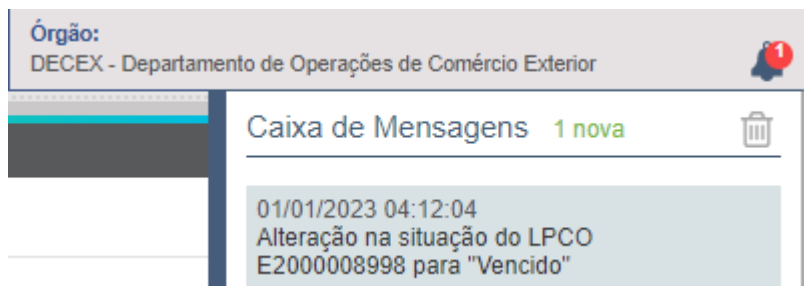 Órgão:
DECEX - Departamento de Operações de Comércio Exterior
1
Caixa de Mensagens 1 nova
01/01/2023 04:12:04
Alteração na situação do LPCO
E2000008998 para "Vencido"